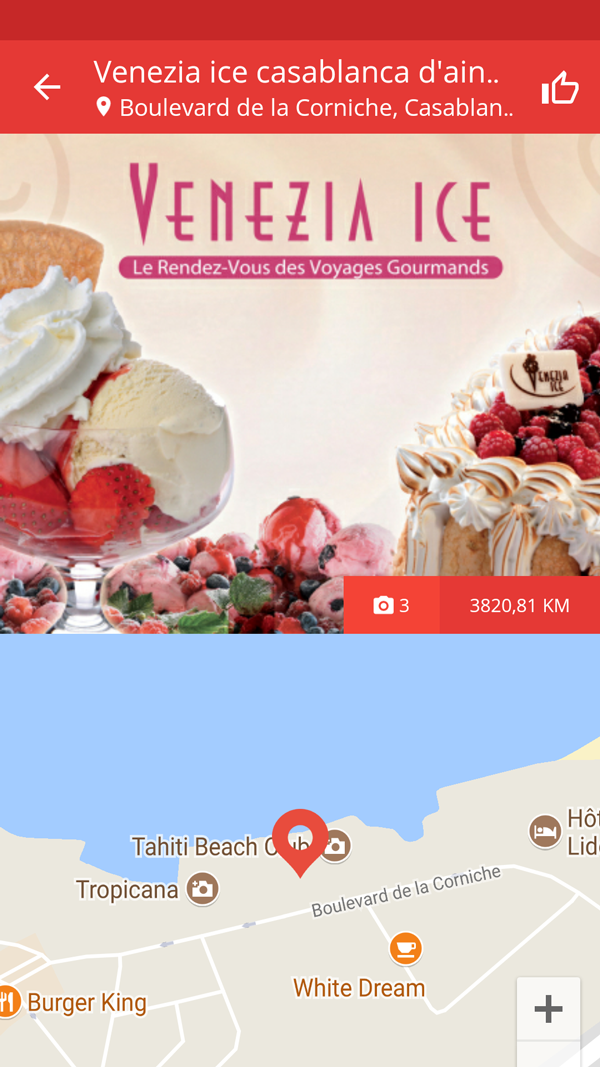 Venezia ice casablanca d'ain..
Boulevard de la Corniche, Casablan..
VENEZIA ICE
Le Rendez-Vous des Voyages Gourmands
VENEZIA
ICE
3
3820,81 KM
Hôt
Tahiti Beach Club
Lid
Tropicana
Boulevard de la Corniche
White Dream
Burger King
+